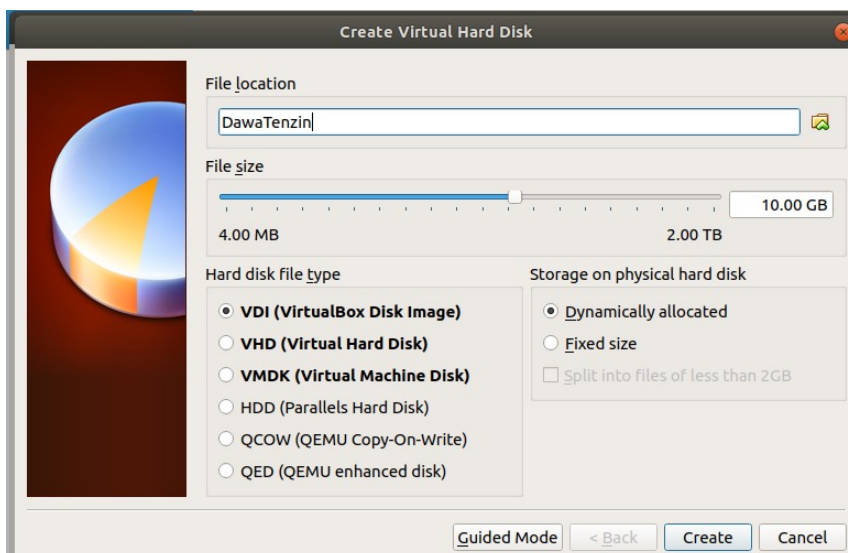 Create Virtual Hard Disk
File location
DawaTenzin
File size
10.00 GB
4.00 MB 2.00 TB
Hard disk file type
VDI (VirtualBox Disk Image)
VHD (Virtual Hard Disk)
VMDK (Virtual Machine Disk)
HDD (Parallels Hard Disk)
QCOW (QEMU Copy-On-Write)
QED (QEMU enhanced disk)
Storage on physical hard disk
Dynamically allocated
Fixed size
Split into files of less than 2GB
Guided Mode < Back Create Cancel